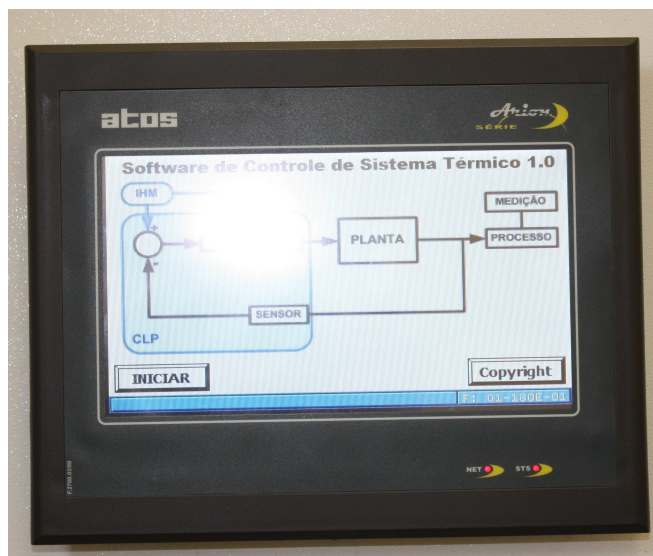 atos
Arion
SÉRIE
Software de Controle de Sistema Térmico 1.0
IHM
MEDIÇÃO
+
PLANTA
PROCESSO
-
SENSOR
CLP
INICIAR
Copyright
F: 01-180E-01
NET
STS